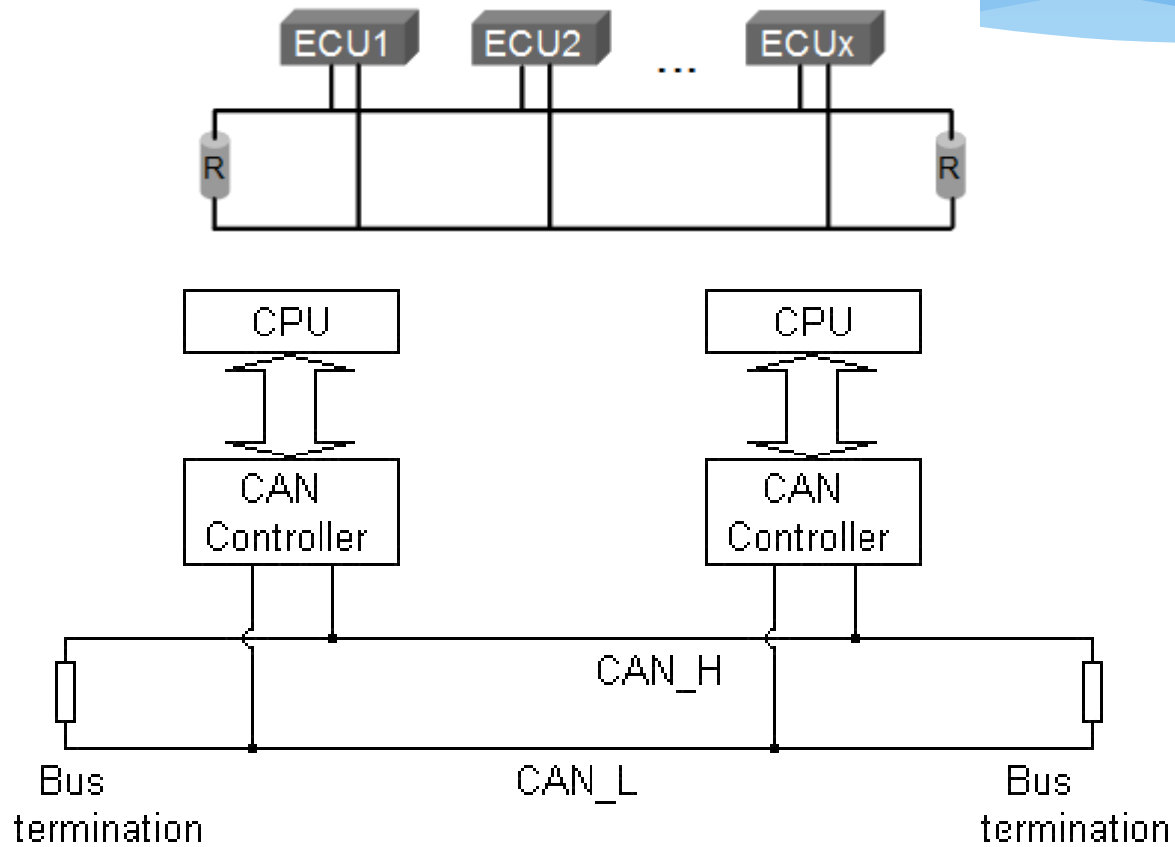 ECU1 ECU2 ... ECUx
R R
CPU CPU
CAN CAN
Controller Controller
CAN_H
CAN_L
Bus Bus
termination termination